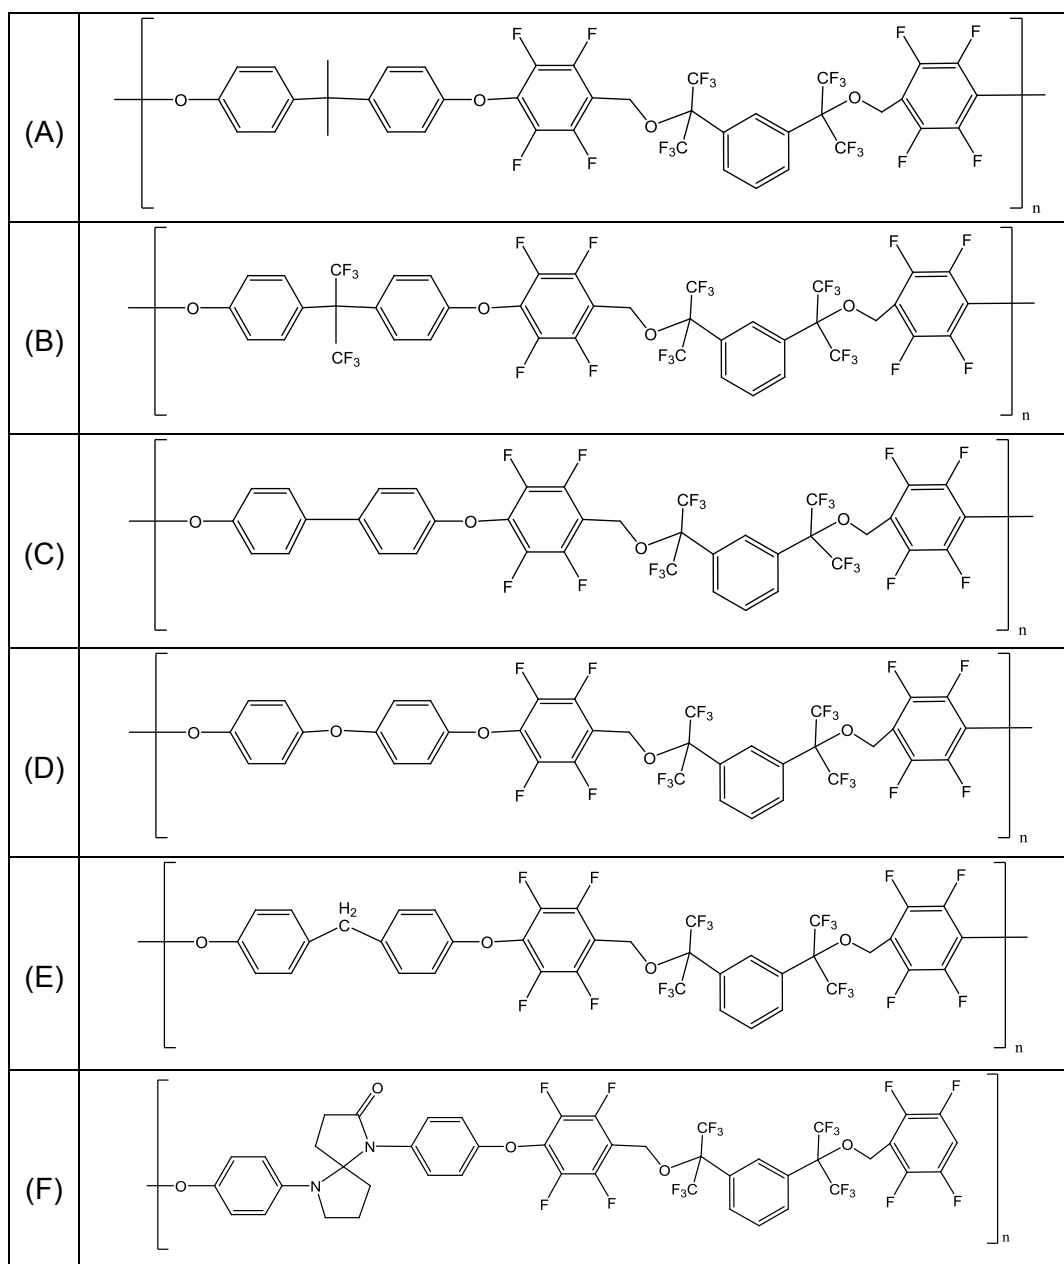 F F F F
CF3 CF3
O O O
(A) O
F3C CF3
F F F F
n
F F F F
CF3 CF3 CF3
O O O
(B) O
CF3 F3C CF3
F F F F
n
F F F F
CF3 CF3
O O O
(C) O
F3C CF3
F F F F
n
F F F F
CF3 CF3
O O O O
(D) O
F3C CF3
F F F F
n
F F F F
H2
C CF3 CF3
O O O
(E) O
F3C CF3
F F F F
n
O F F F F
CF3 CF3
N O O
(F) O N O
F3C CF3
F F F F
n